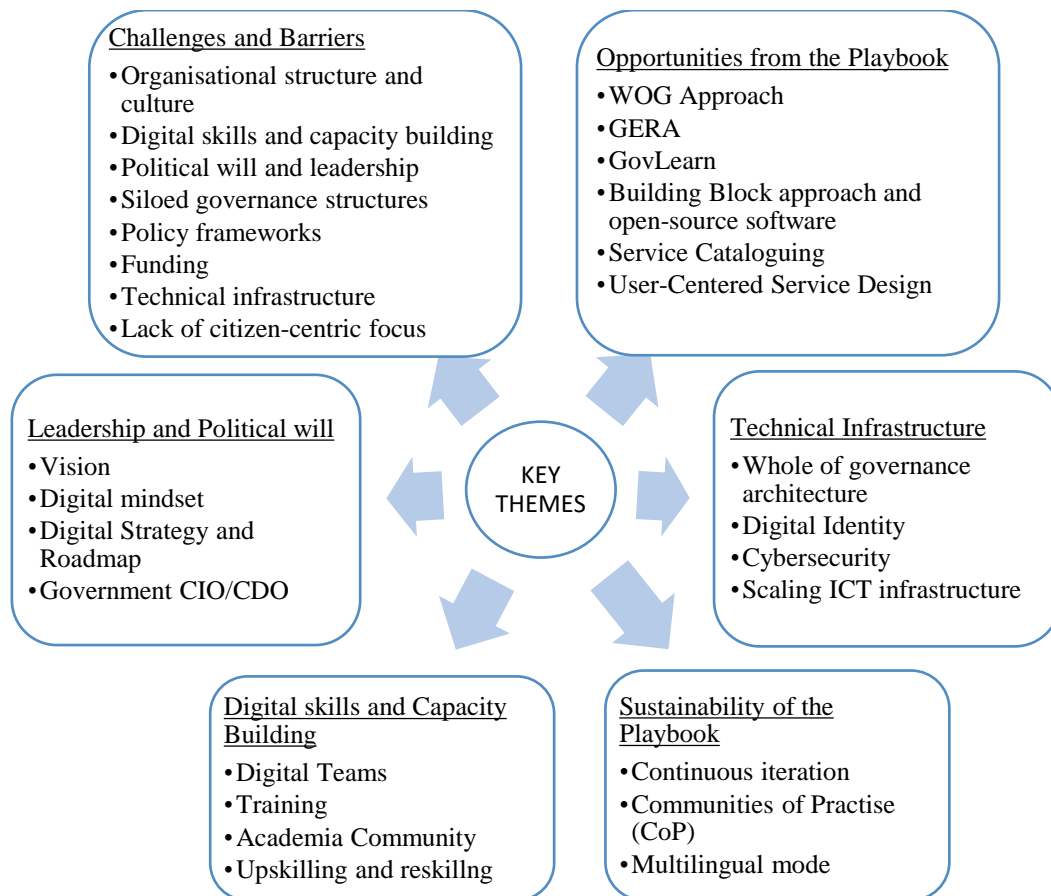 Challenges and Barriers
•Organisational structure and
culture
•Digital skills and capacity building
•Political will and leadership
•Siloed governance structures
•Policy frameworks
•Funding
•Technical infrastructure
•Lack of citizen-centric focus
Opportunities from the Playbook
•WOG Approach
•GERA
•GovLearn
•Building Block approach and
open-source software
•Service Cataloguing
•User-Centered Service Design
Leadership and Political will
•Vision
•Digital mindset
•Digital Strategy and
Roadmap
•Government CIO/CDO
KEY
THEMES
Technical Infrastructure
•Whole of governance
architecture
•Digital Identity
•Cybersecurity
•Scaling ICT infrastructure
Digital skills and Capacity
Building
•Digital Teams
•Training
•Academia Community
•Upskilling and reskillng
Sustainability of the
Playbook
•Continuous iteration
•Communities of Practise
(CoP)
•Multilingual mode